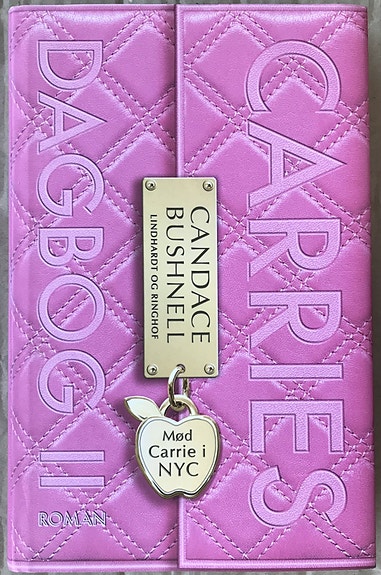 CARRIES
DAGBOG II
ROMAN
CANDACE
BUSHNELL
LINDHARDT OG RINGHOF
Mød
Carrie i
NYC